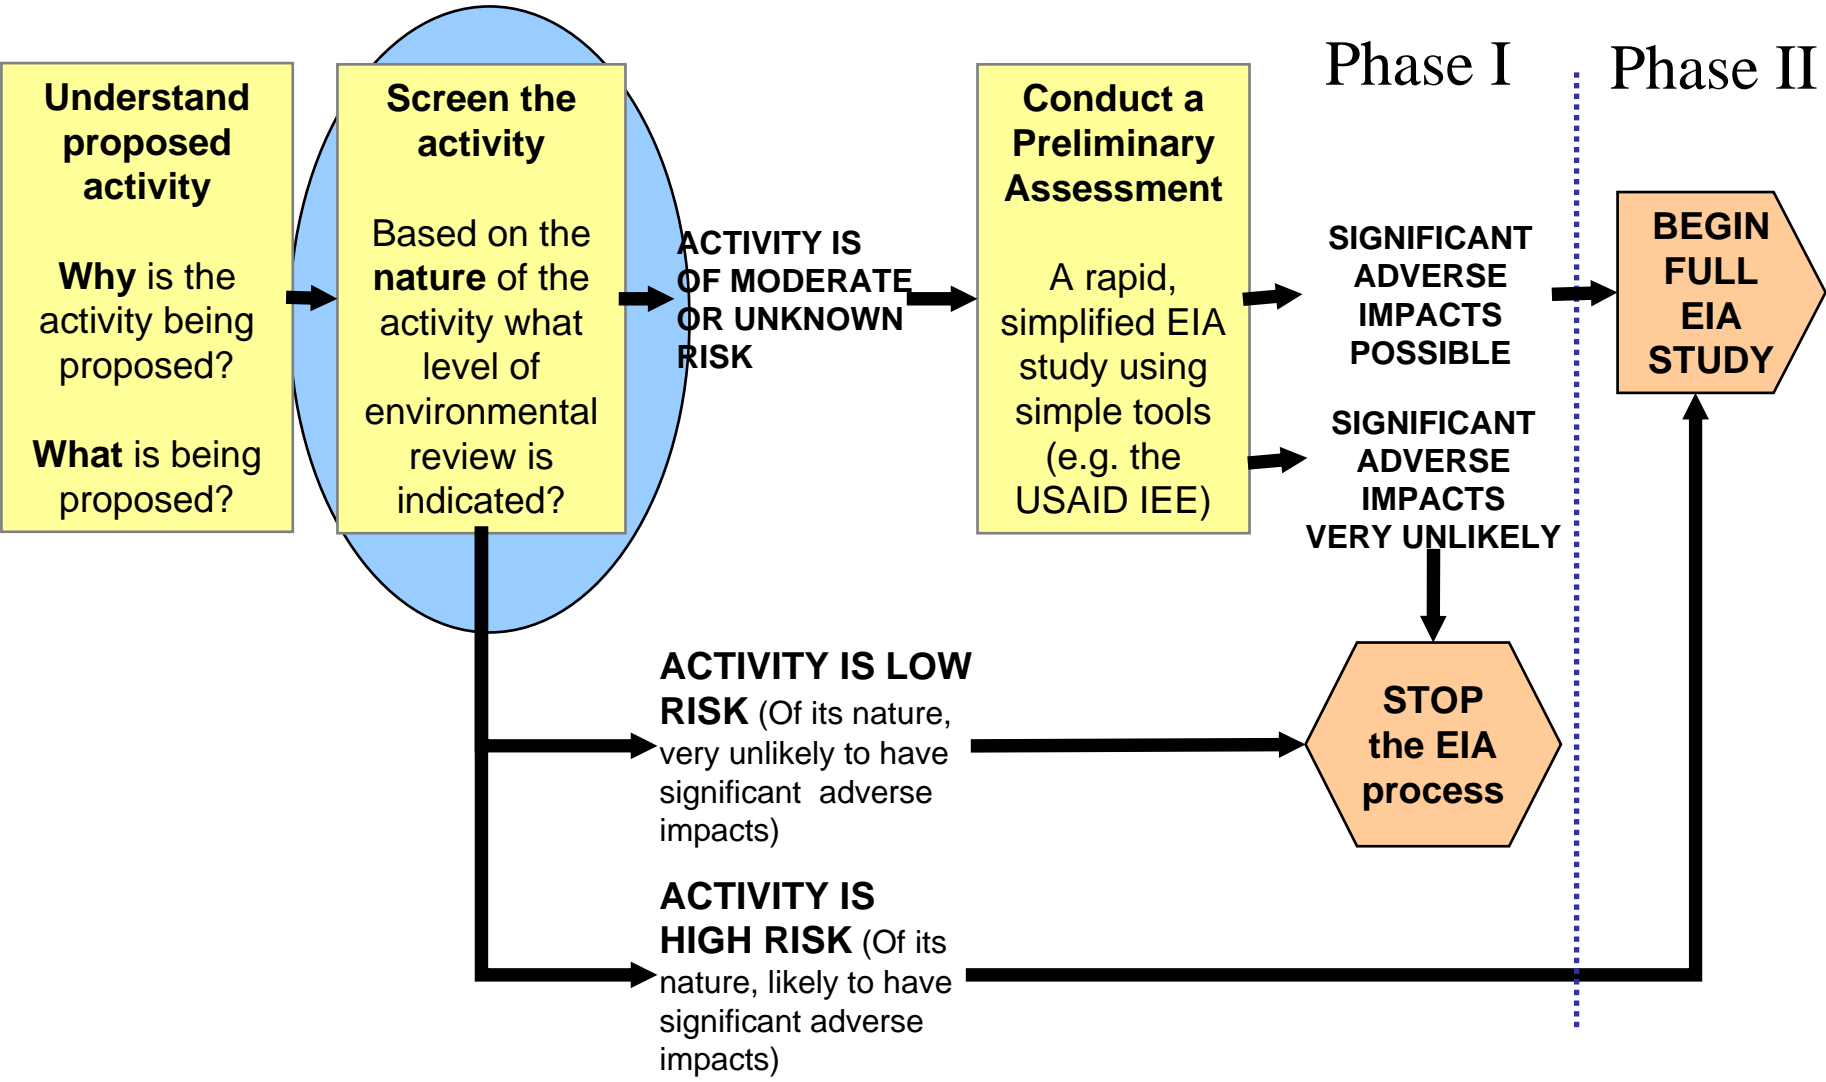 Phase I
Phase II
Understand
proposed
activity
Why is the
activity being
proposed?
What is being
proposed?
Screen the
activity
Based on the
nature of the
activity what
level of
environmental
review is
indicated?
ACTIVITY IS
OF MODERATE
OR UNKNOWN
RISK
Conduct a
Preliminary
Assessment
A rapid,
simplified EIA
study using
simple tools
(e.g. the
USAID IEE)
SIGNIFICANT
ADVERSE
IMPACTS
POSSIBLE
SIGNIFICANT
ADVERSE
IMPACTS
VERY UNLIKELY
BEGIN
FULL
EIA
STUDY
ACTIVITY IS LOW
RISK (Of its nature,
very unlikely to have
significant adverse
impacts)
STOP
the EIA
process
ACTIVITY IS
HIGH RISK (Of its
nature, likely to have
significant adverse
impacts)